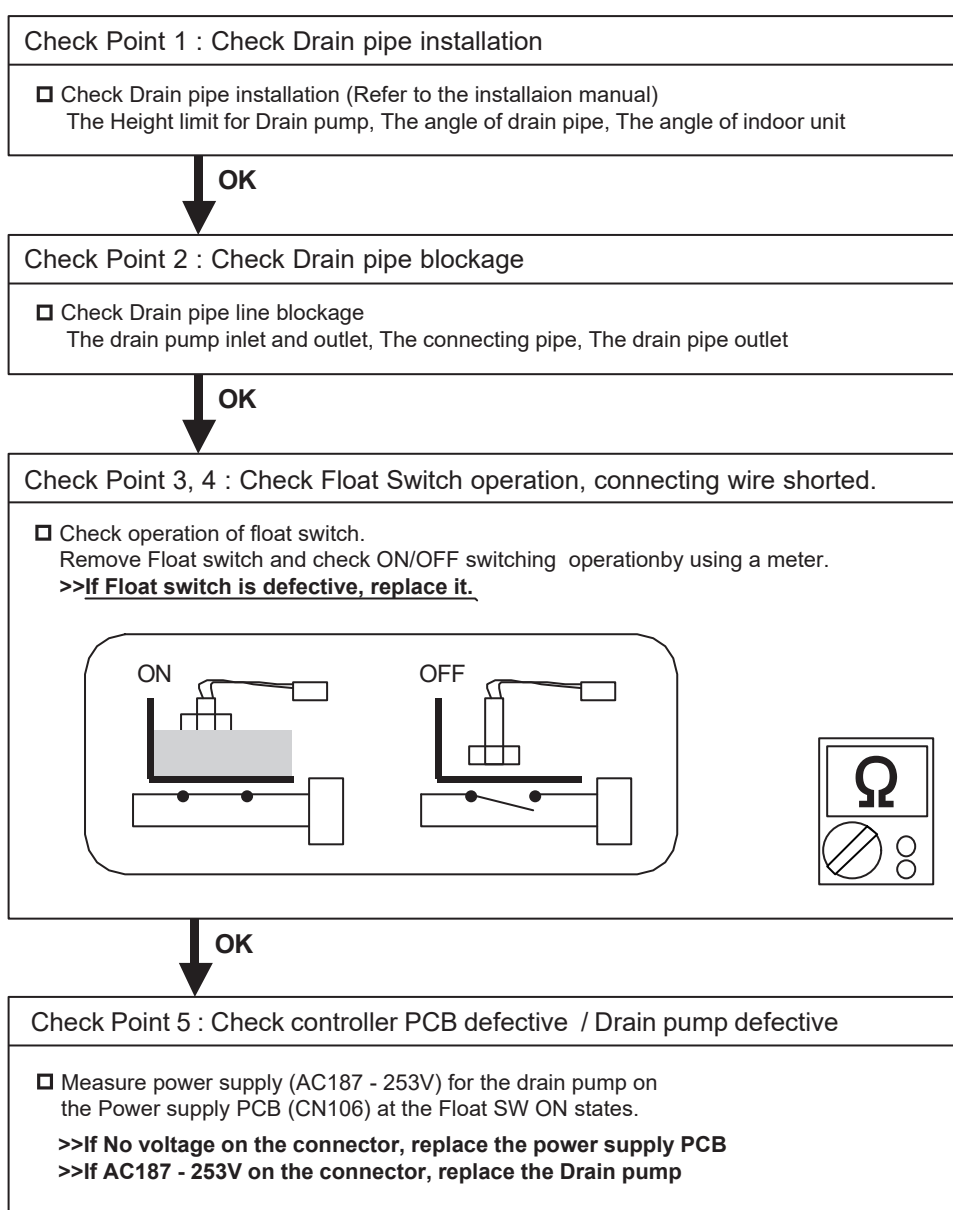 Check Point 1 : Check Drain pipe installation
Check Drain pipe installation (Refer to the installaion manual)
The Height limit for Drain pump, The angle of drain pipe, The angle of indoor unit
OK
Check Point 2 : Check Drain pipe blockage
Check Drain pipe line blockage
The drain pump inlet and outlet, The connecting pipe, The drain pipe outlet
OK
Check Point 3, 4 : Check Float Switch operation, connecting wire shorted.
Check operation of float switch.
Remove Float switch and check ON/OFF switching operationby using a meter.
>>If Float switch is defective, replace it.
ON
OFF
Ω
OK
Check Point 5 : Check controller PCB defective / Drain pump defective
Measure power supply (AC187 - 253V) for the drain pump on
the Power supply PCB (CN106) at the Float SW ON states.
>>If No voltage on the connector, replace the power supply PCB
>>If AC187 - 253V on the connector, replace the Drain pump